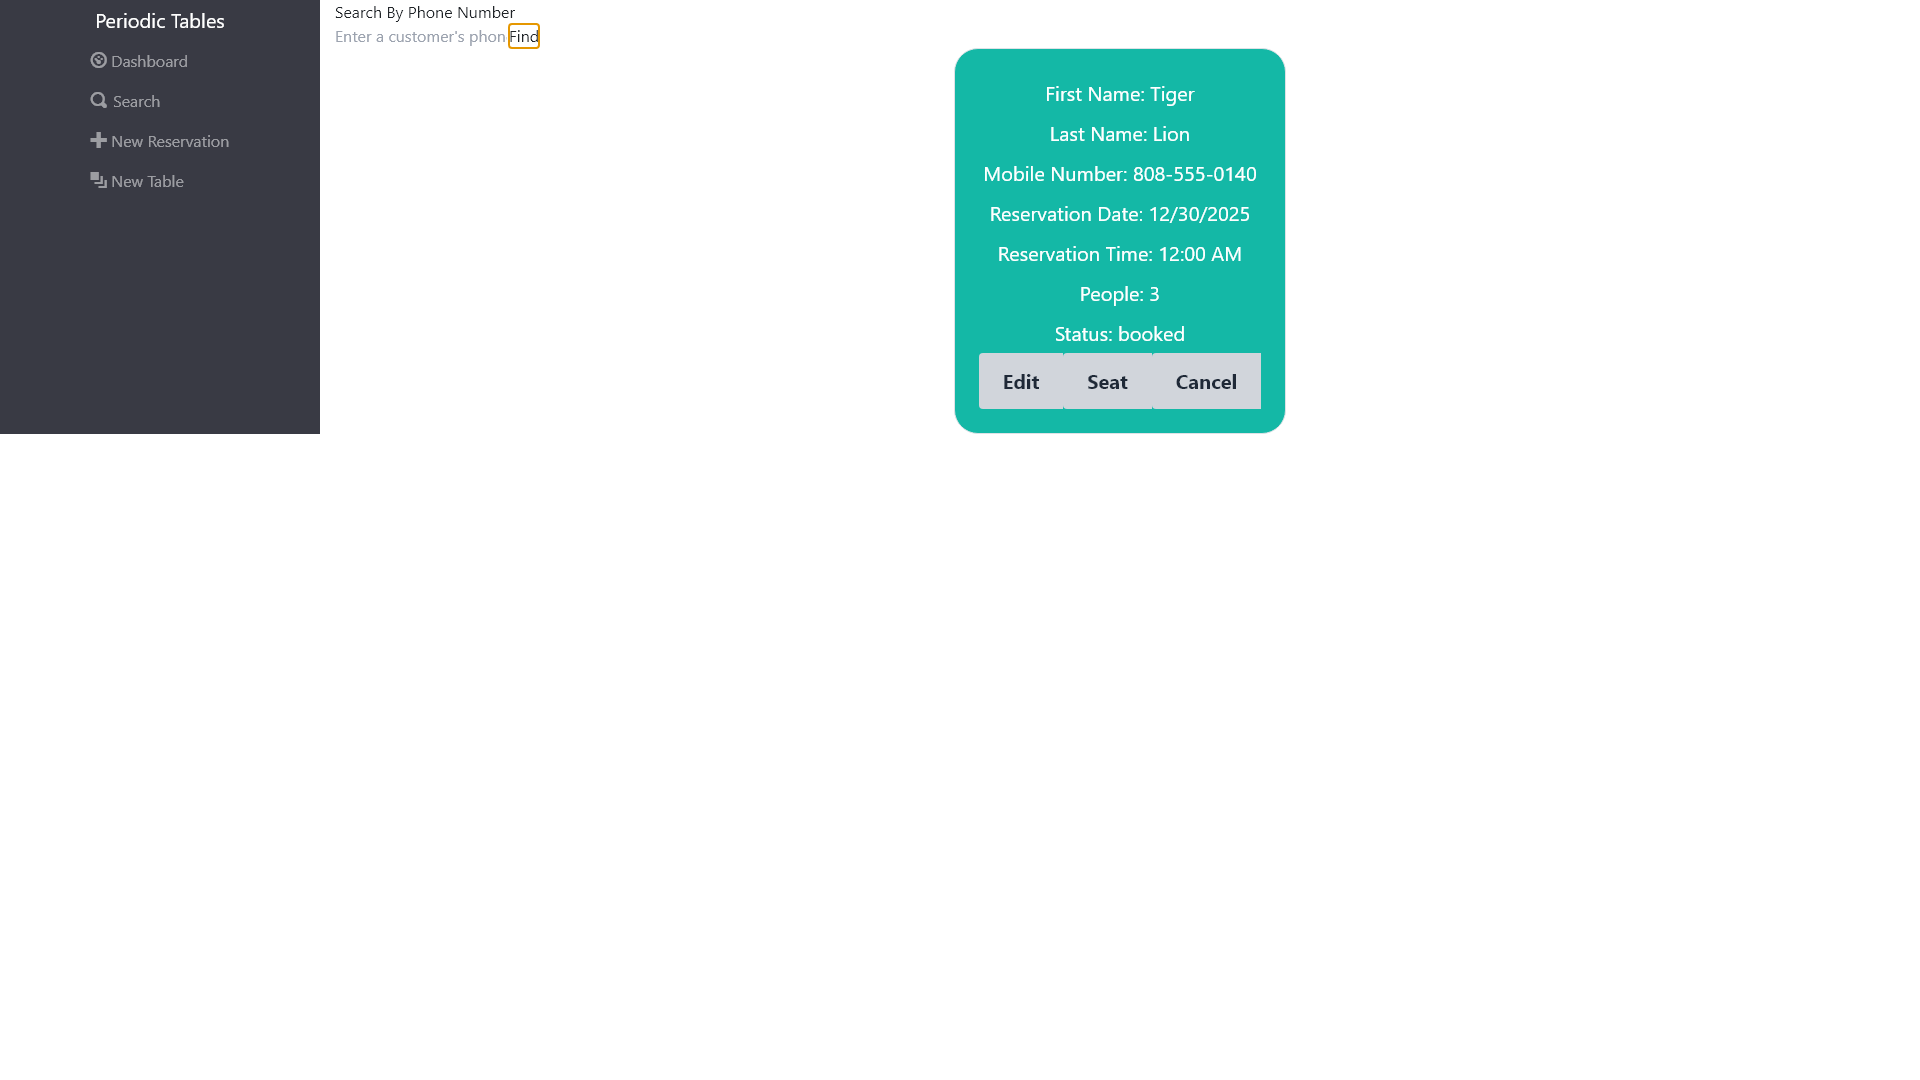 Periodic Tables
Dashboard
Search
New Reservation
New Table
Search By Phone Number
Enter a customer's phon Find
First Name: Tiger
Last Name: Lion
Mobile Number: 808-555-0140
Reservation Date: 12/30/2025
Reservation Time: 12:00 AM
People: 3
Status: booked
Edit Seat Cancel